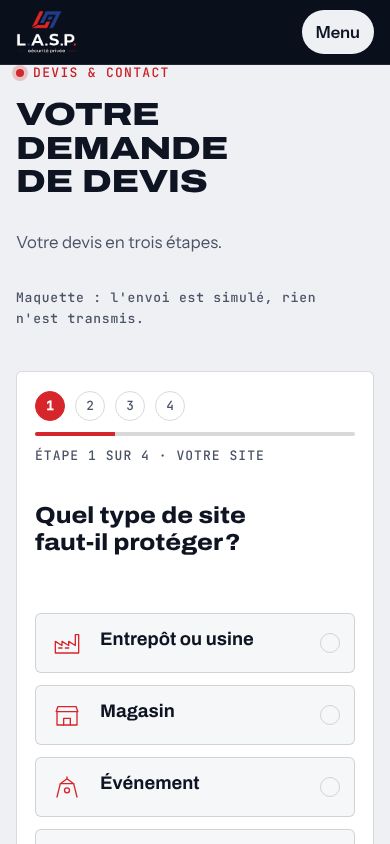 L A.S.P.
sécurité privée
Menu
DEVIS & CONTACT
VOTRE
DEMANDE
DE DEVIS
Votre devis en trois étapes.
Maquette : l'envoi est simulé, rien
n'est transmis.
1 2 3 4
ÉTAPE 1 SUR 4 · VOTRE SITE
Quel type de site
faut-il protéger ?
Entrepôt ou usine
Magasin
Événement